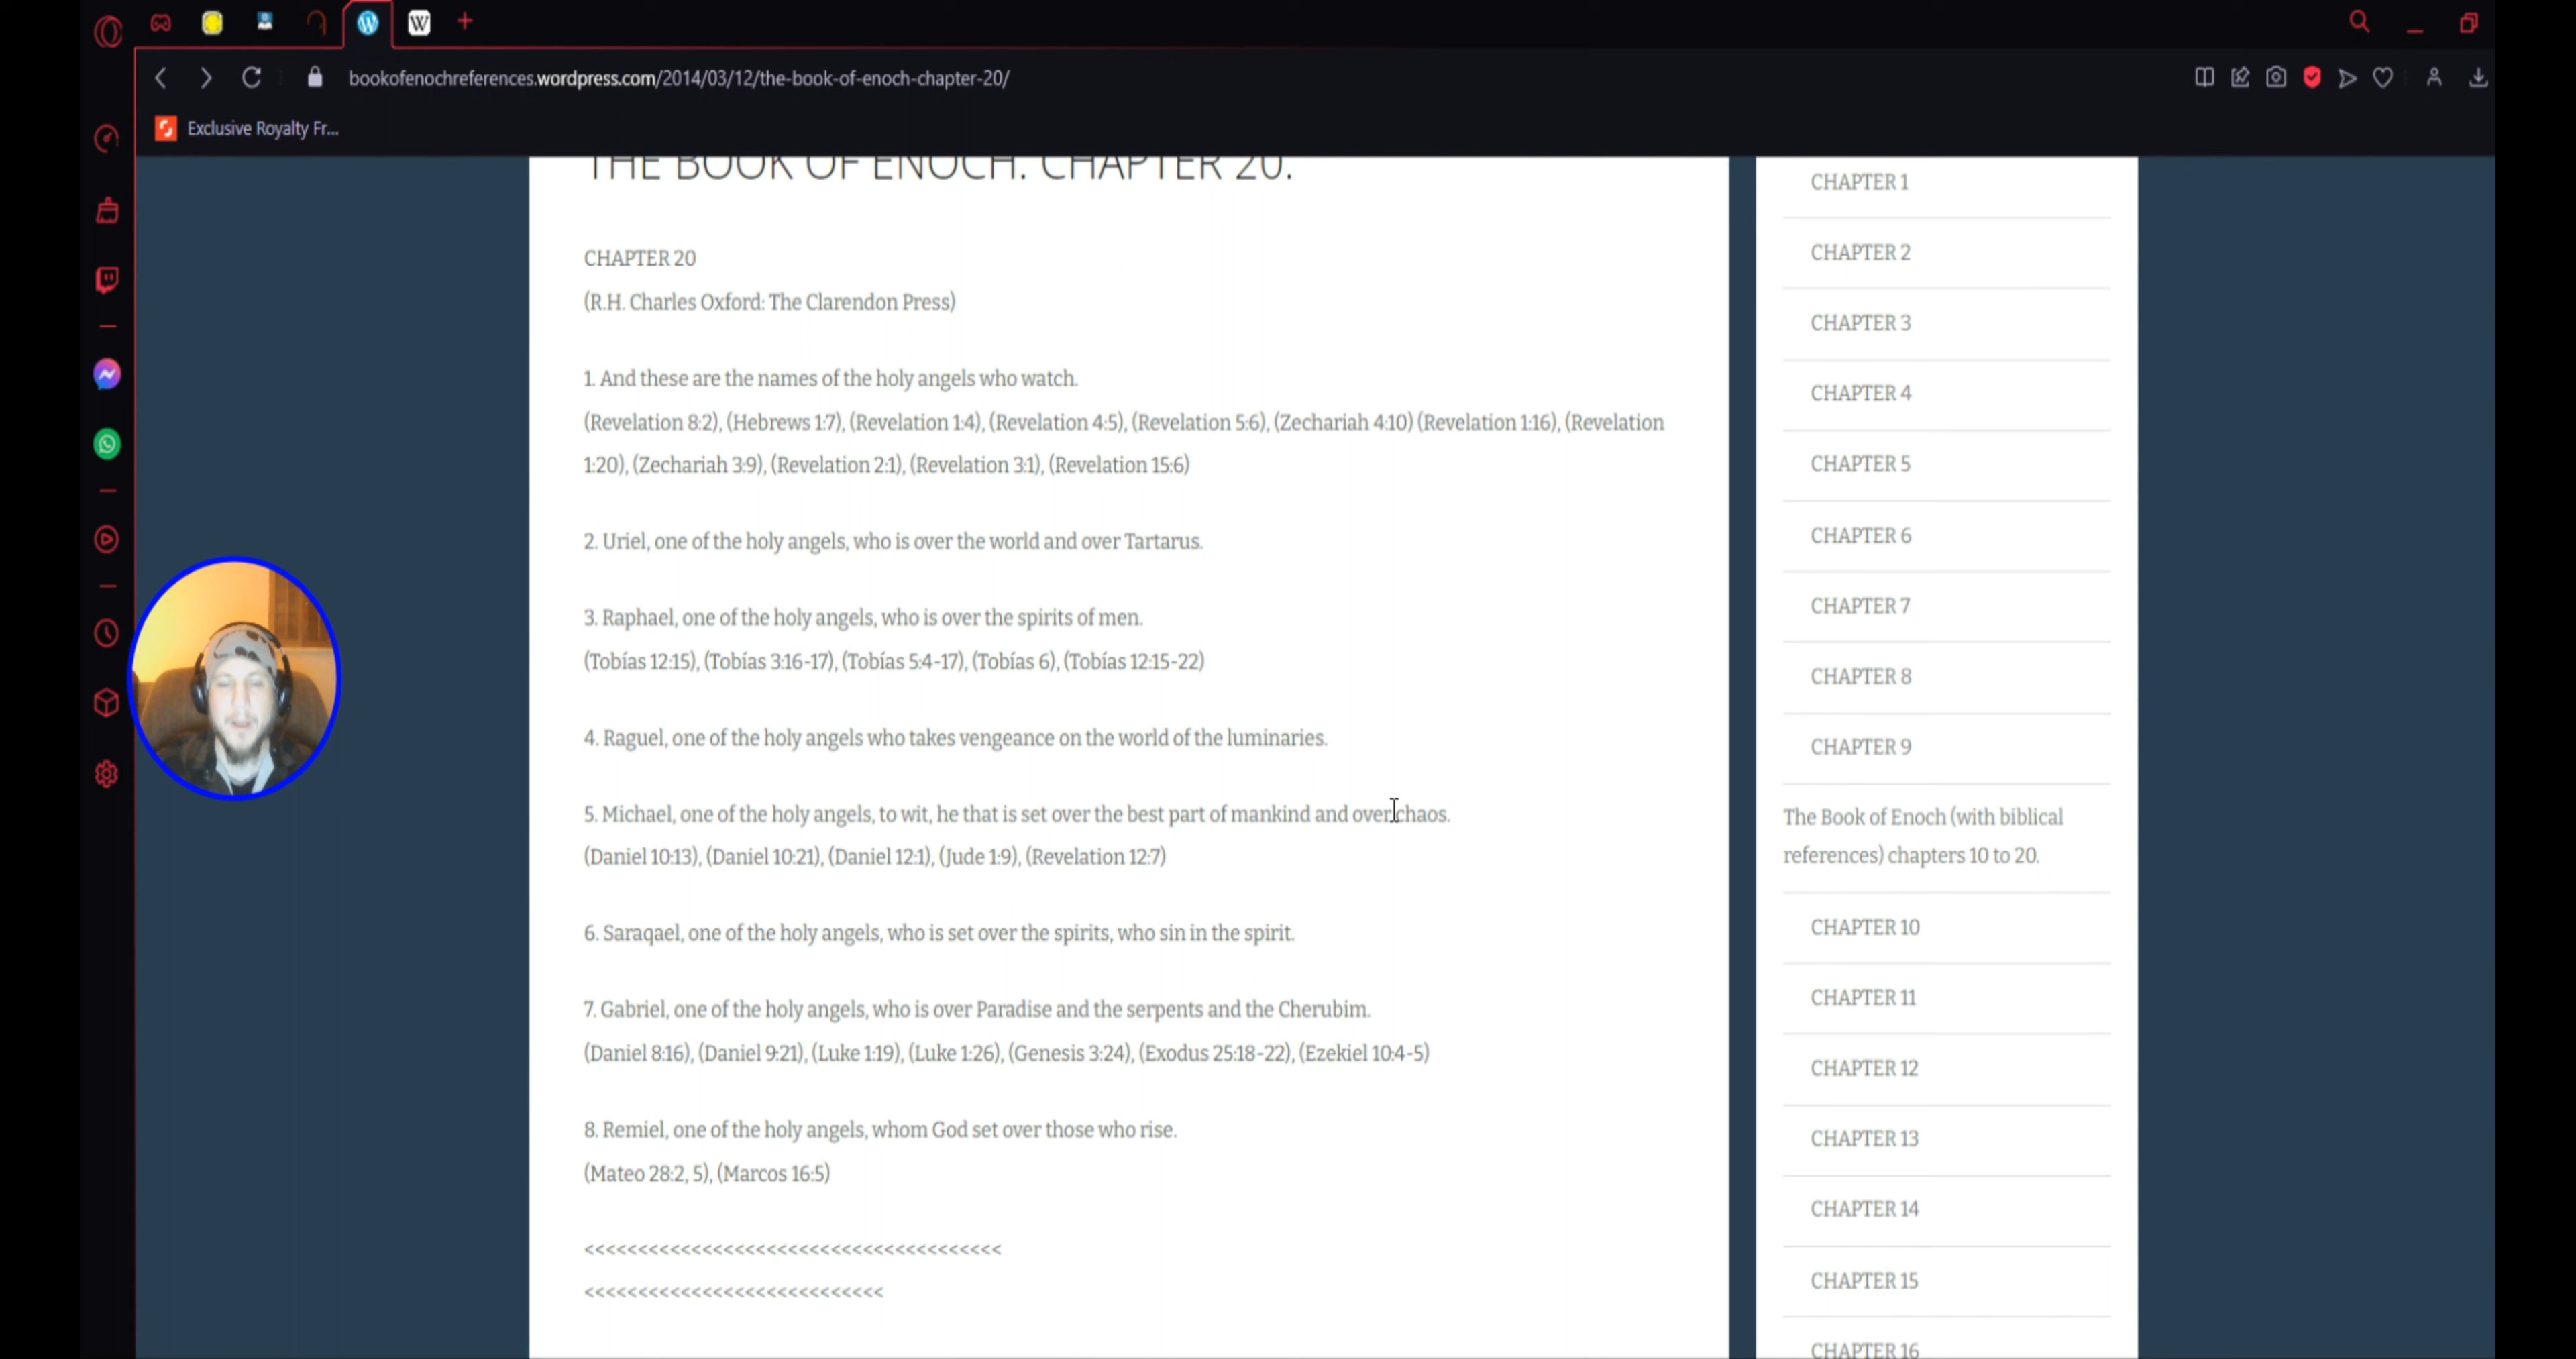 bookofenochreferences.wordpress.com/2014/03/12/the-book-of-enoch-chapter-20/
Exclusive Royalty Fr...
THE BOOK OF ENOCH. CHAPTER 20.
CHAPTER 20
(R.H. Charles Oxford: The Clarendon Press)
1. And these are the names of the holy angels who watch.
(Revelation 8:2), (Hebrews 1:7), (Revelation 1:4), (Revelation 4:5), (Revelation 5:6), (Zechariah 4:10) (Revelation 1:16), (Revelation
1:20), (Zechariah 3:9), (Revelation 2:1), (Revelation 3:1), (Revelation 15:6)
2. Uriel, one of the holy angels, who is over the world and over Tartarus.
3. Raphael, one of the holy angels, who is over the spirits of men.
(Tobías 12:15), (Tobías 3:16-17), (Tobías 5:4-17), (Tobías 6), (Tobías 12:15-22)
4. Raguel, one of the holy angels who takes vengeance on the world of the luminaries.
5. Michael, one of the holy angels, to wit, he that is set over the best part of mankind and over chaos.
(Daniel 10:13), (Daniel 10:21), (Daniel 12:1), (Jude 1:9), (Revelation 12:7)
6. Saraqael, one of the holy angels, who is set over the spirits, who sin in the spirit.
7. Gabriel, one of the holy angels, who is over Paradise and the serpents and the Cherubim.
(Daniel 8:16), (Daniel 9:21), (Luke 1:19), (Luke 1:26), (Genesis 3:24), (Exodus 25:18-22), (Ezekiel 10:4-5)
8. Remiel, one of the holy angels, whom God set over those who rise.
(Mateo 28:2, 5), (Marcos 16:5)
<<<<<<<<<<<<<<<<<<<<<<<<<<<<<<<<<<<<<<<
<<<<<<<<<<<<<<<<<<<<<<<<<<<<
CHAPTER 1
CHAPTER 2
CHAPTER 3
CHAPTER 4
CHAPTER 5
CHAPTER 6
CHAPTER 7
CHAPTER 8
CHAPTER 9
The Book of Enoch (with biblical
references) chapters 10 to 20.
CHAPTER 10
CHAPTER 11
CHAPTER 12
CHAPTER 13
CHAPTER 14
CHAPTER 15
CHAPTER 16